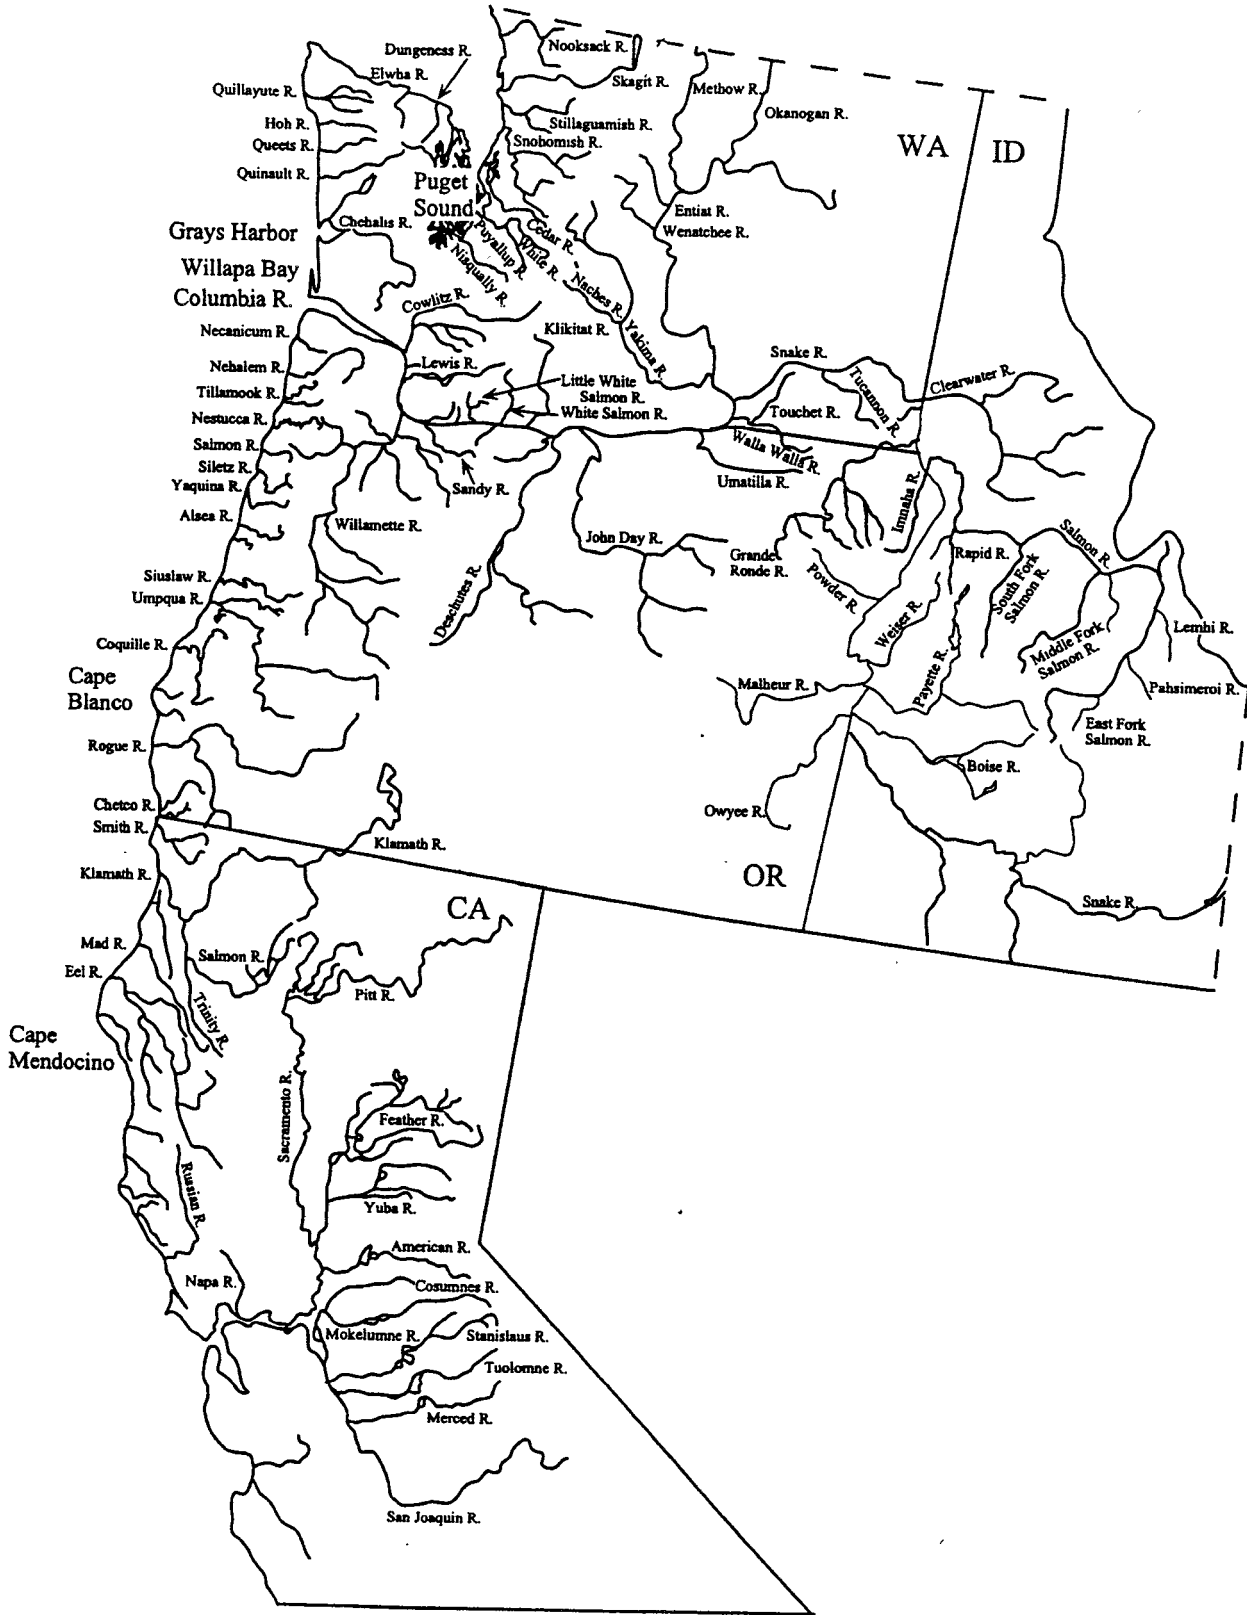 Dungeness R.
Nooksack R.
Elwha R.
Skagit R.
Methow R.
Quillayute R.
Okanogan R.
Hoh R.
Stillaguamish R.
Queets R.
Snohomish R.
WA
ID
Quinault R.
Puget
Sound
Entiat R.
Chehalis R.
Wenatchee R.
Grays Harbor
Cedar R.
Puyallup R.
White R.
Nisqually R.
Willapa Bay
Naches R.
Columbia R.
Cowlitz R.
Necanicum R.
Klikitat R.
Yakima R.
Snake R.
Nehalem R.
Lewis R.
Tucannon R.
Clearwater R.
Little White
Salmon R.
Tillamook R.
White Salmon R.
Touchet R.
Nestucca R.
Walla Walla R.
Salmon R.
Siletz R.
Umatilla R.
Yaquina R.
Sandy R.
Imnaha R.
Alsea R.
Willamette R.
John Day R.
Grande
Ronde R.
Rapid R.
Salmon R.
South Fork
Salmon R.
Siuslaw R.
Powder R.
Umpqua R.
Deschutes R.
Weiser R.
Middle Fork
Salmon R.
Lemhi R.
Coquille R.
Cape
Blanco
Malheur R.
Payette R.
Pahsimeroi R.
East Fork
Salmon R.
Rogue R.
Boise R.
Chetco R.
Owyee R.
Smith R.
Klamath R.
Klamath R.
OR
CA
Snake R.
Mad R.
Salmon R.
Eel R.
Pitt R.
Trinity R.
Cape
Mendocino
Sacramento R.
Feather R.
Russian R.
Yuba R.
American R.
Napa R.
Cosumnes R.
Mokelumne R.
Stanislaus R.
Tuolomne R.
Merced R.
San Joaquin R.